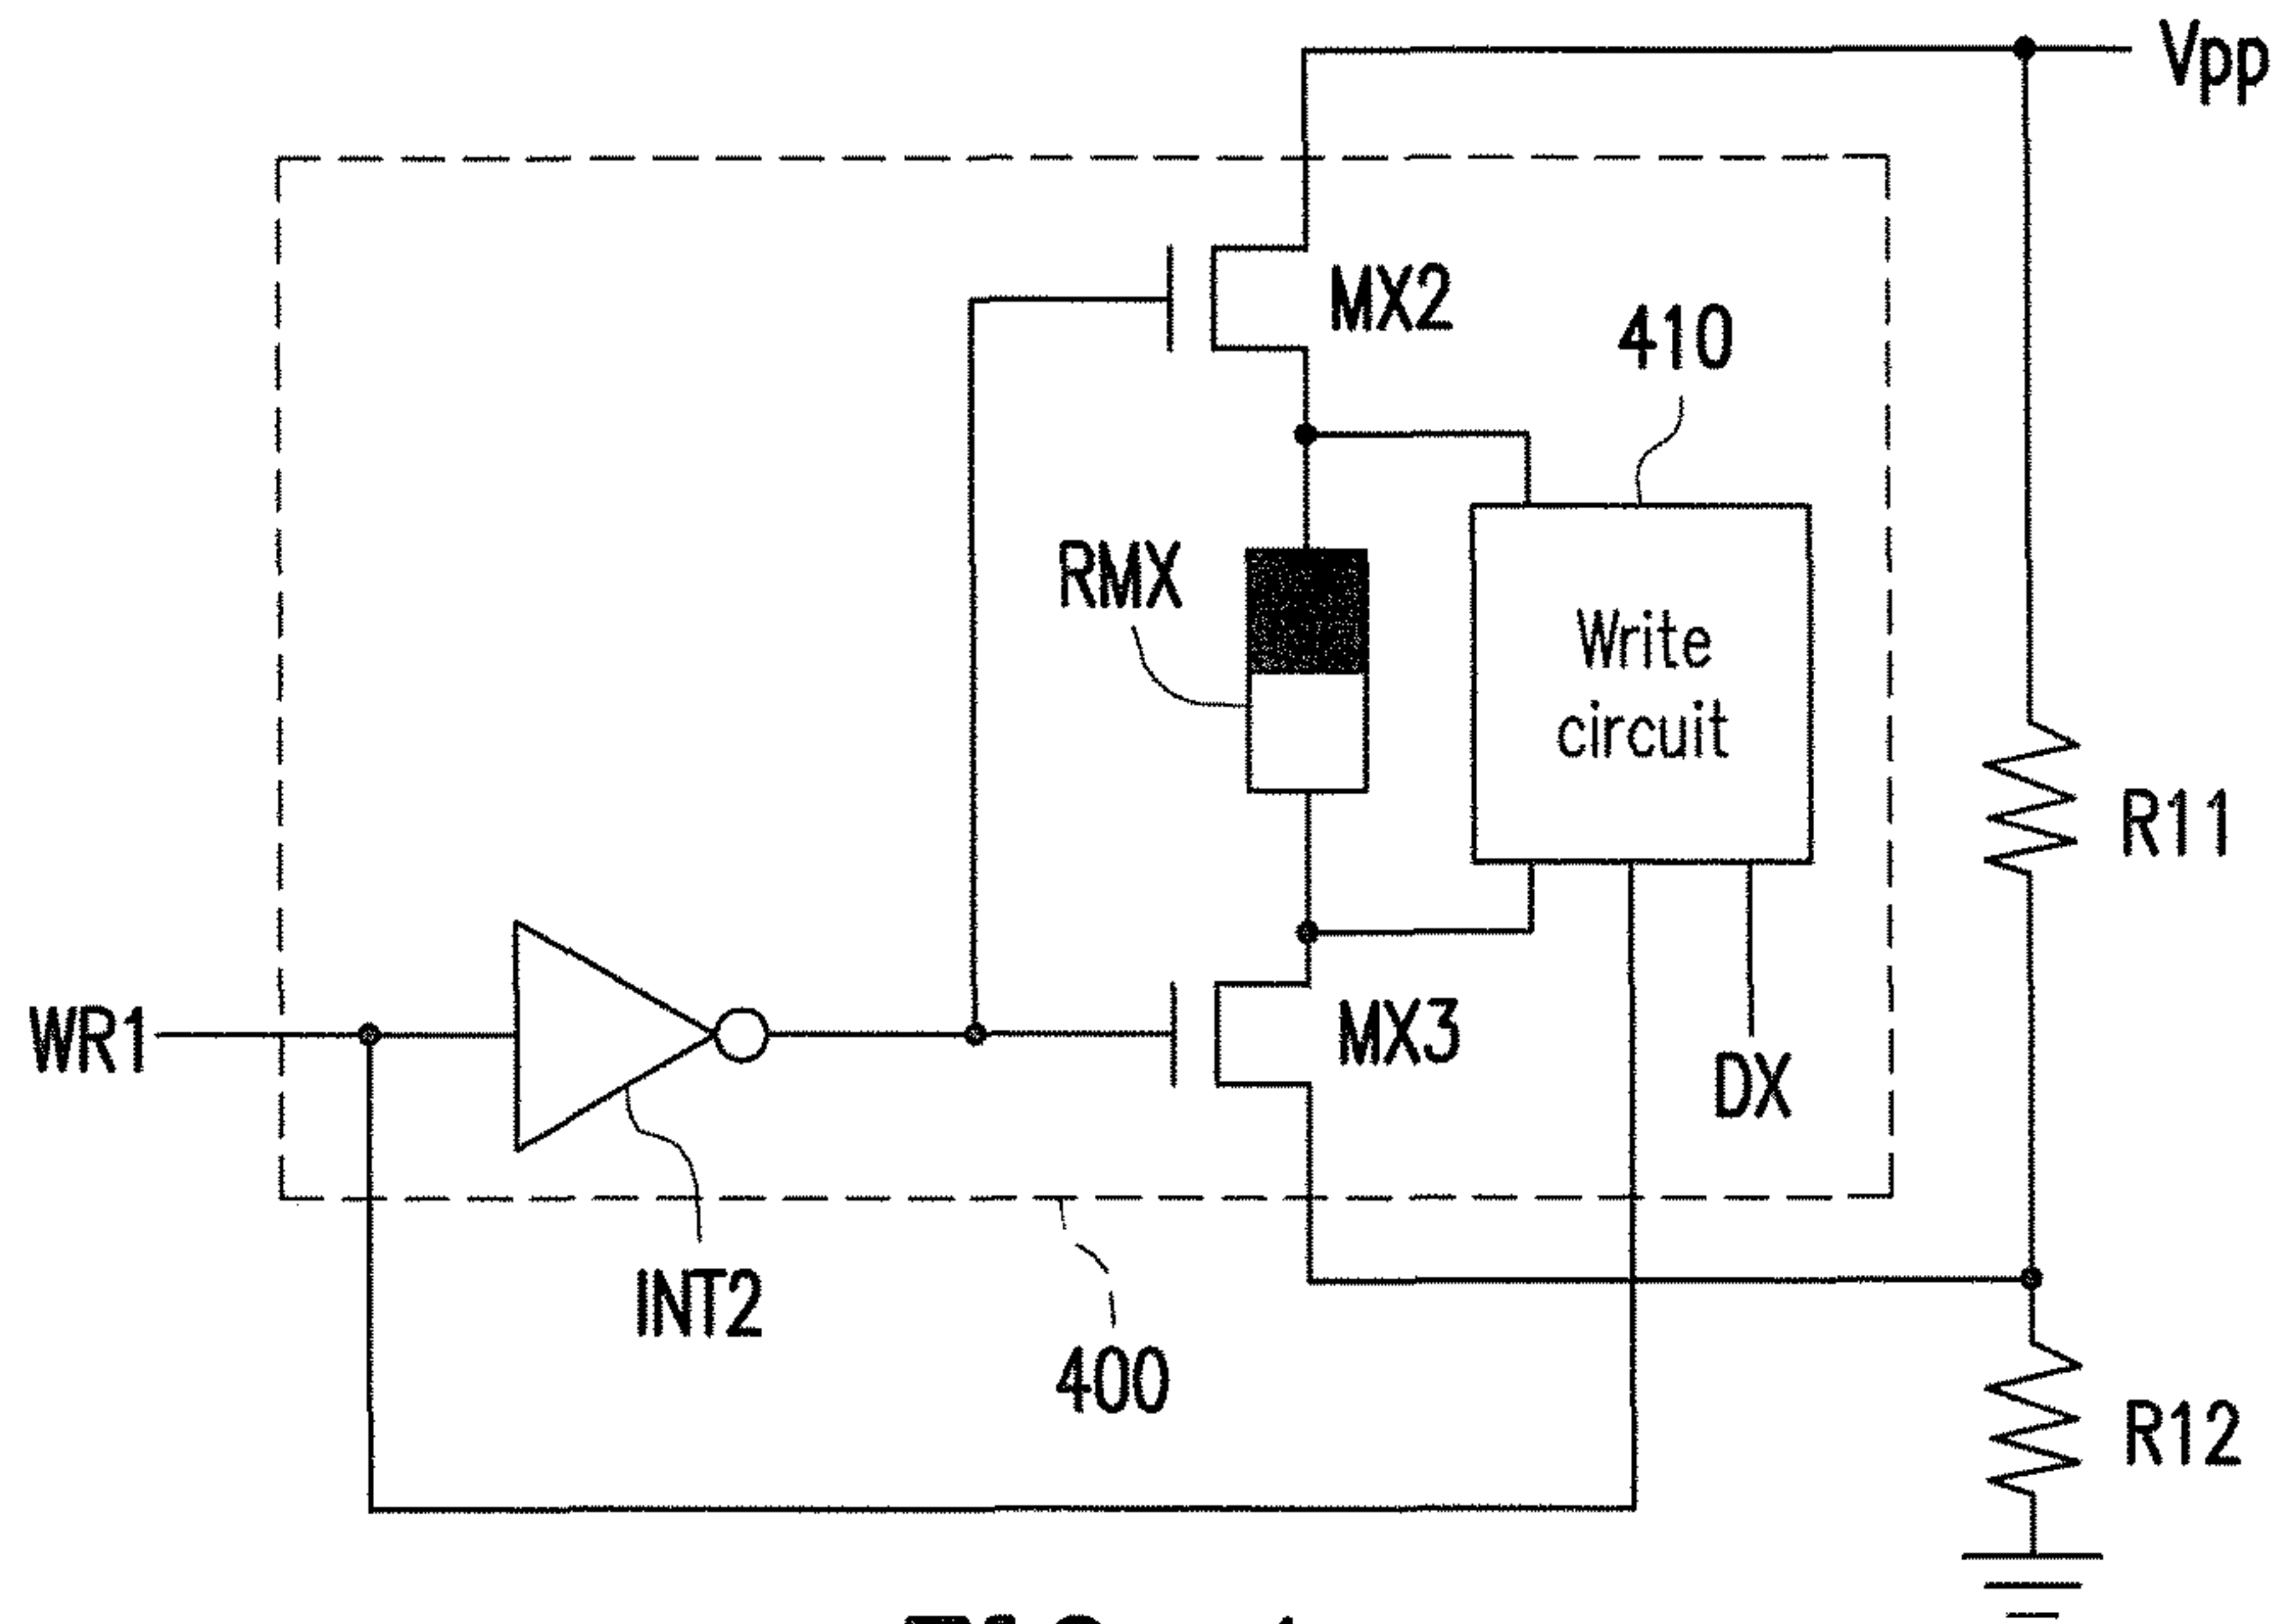 Vpp
MX2
410
RMX
Write
circuit
R11
WR1
MX3
DX
INT2
400
R12